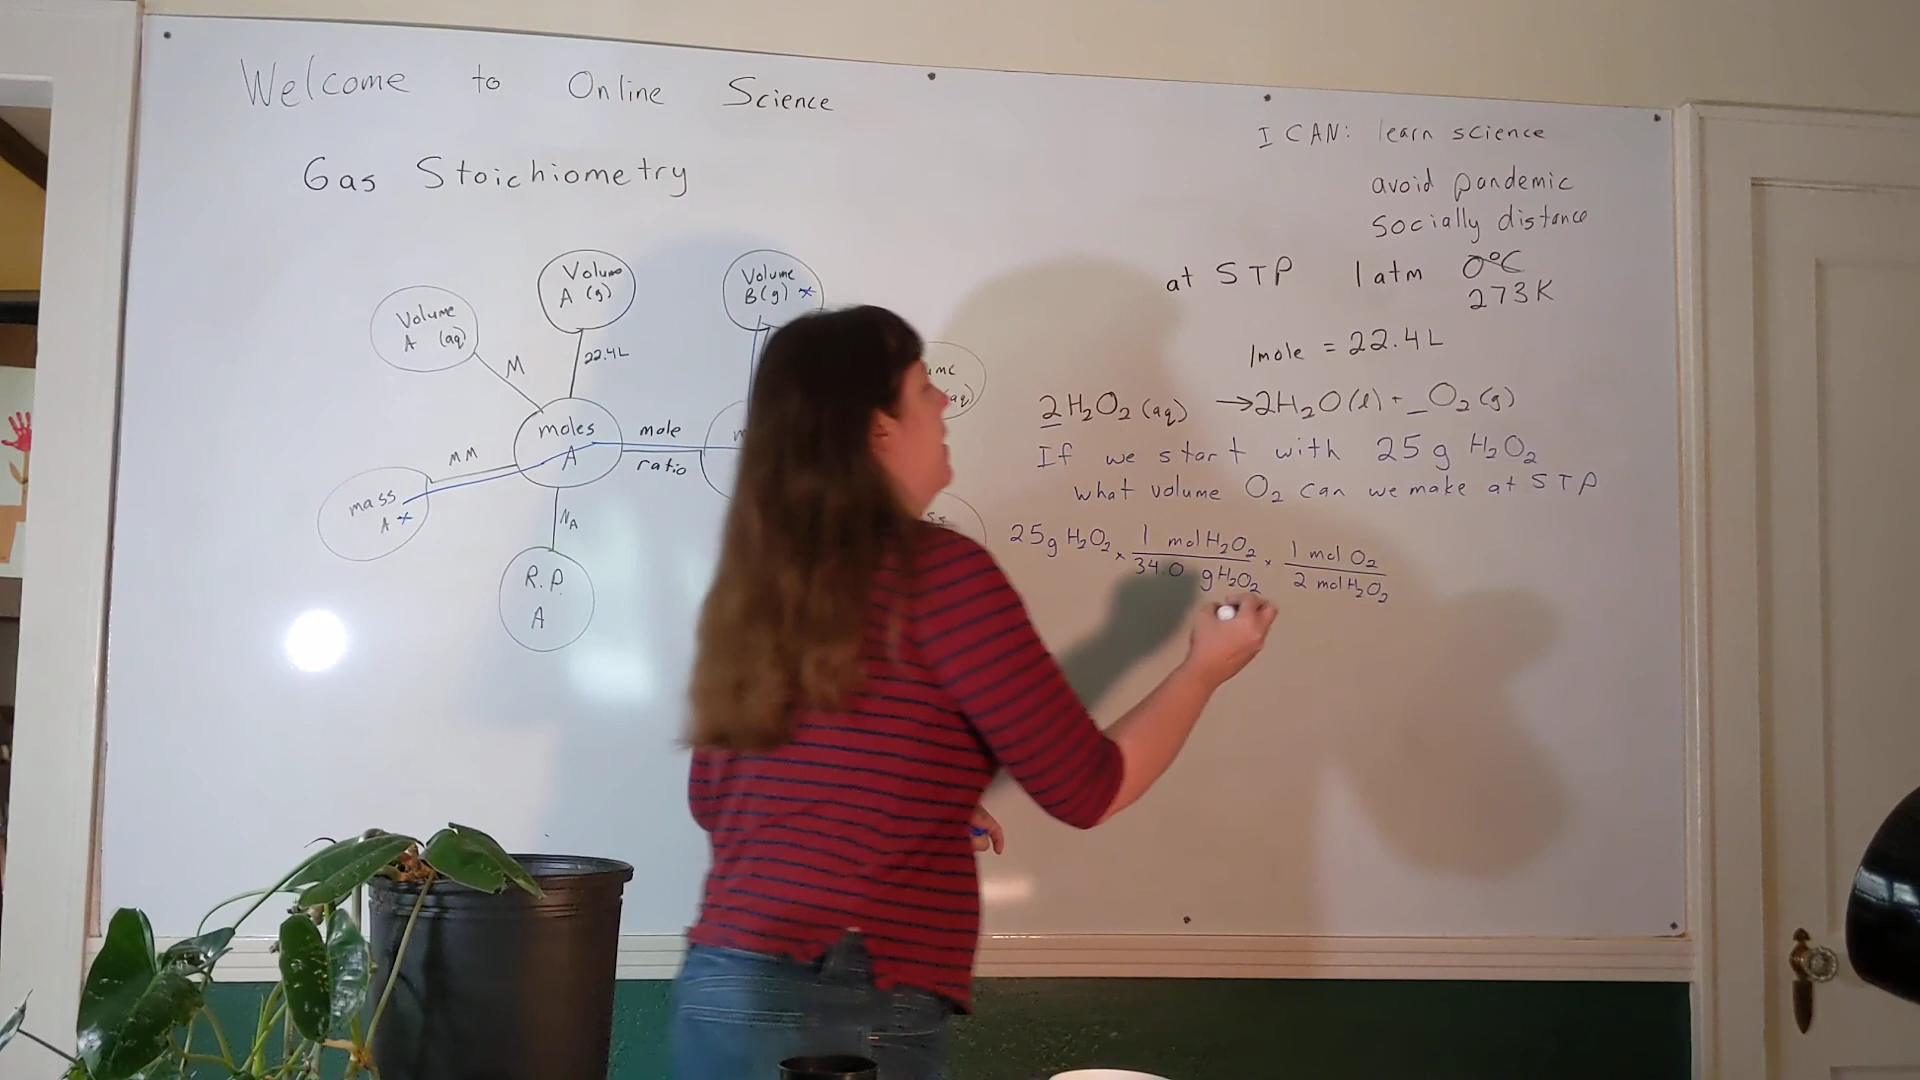 Welcome to Online Science
Gas Stoichiometry
I CAN: learn science
avoid pandemic
socially distance
at STP 1 atm 0°C
273K
1mole = 22.4L
2H₂O₂(aq) → 2H₂O(l) + _O₂(g)
If we start with 25g H₂O₂
what volume O₂ can we make at STP
25g H₂O₂ × 1 mol H₂O₂ × 1 mol O₂
34.0 gH₂O₂ 2 mol H₂O₂
Volume
A (g)
Volume
B(g) *
Volume
A (aq)
22.4L
M
(aq)
moles
A
mole
ratio
MM
mass
A *
NA
R.P.
A